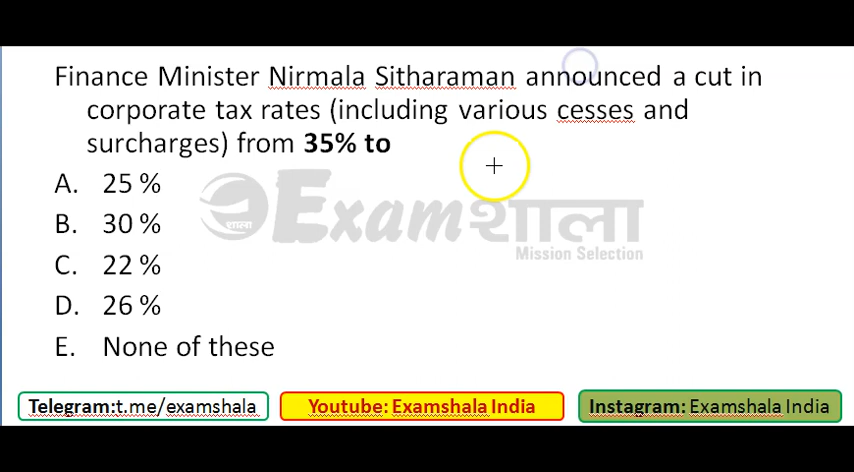 Finance Minister Nirmala Sitharaman announced a cut in
corporate tax rates (including various cesses and
surcharges) from 35% to
A. 25 %
B. 30 %
C. 22 %
D. 26 %
E. None of these
शाला
Examशाला
Mission Selection
Telegram:t.me/examshala
Youtube: Examshala India
Instagram: Examshala India